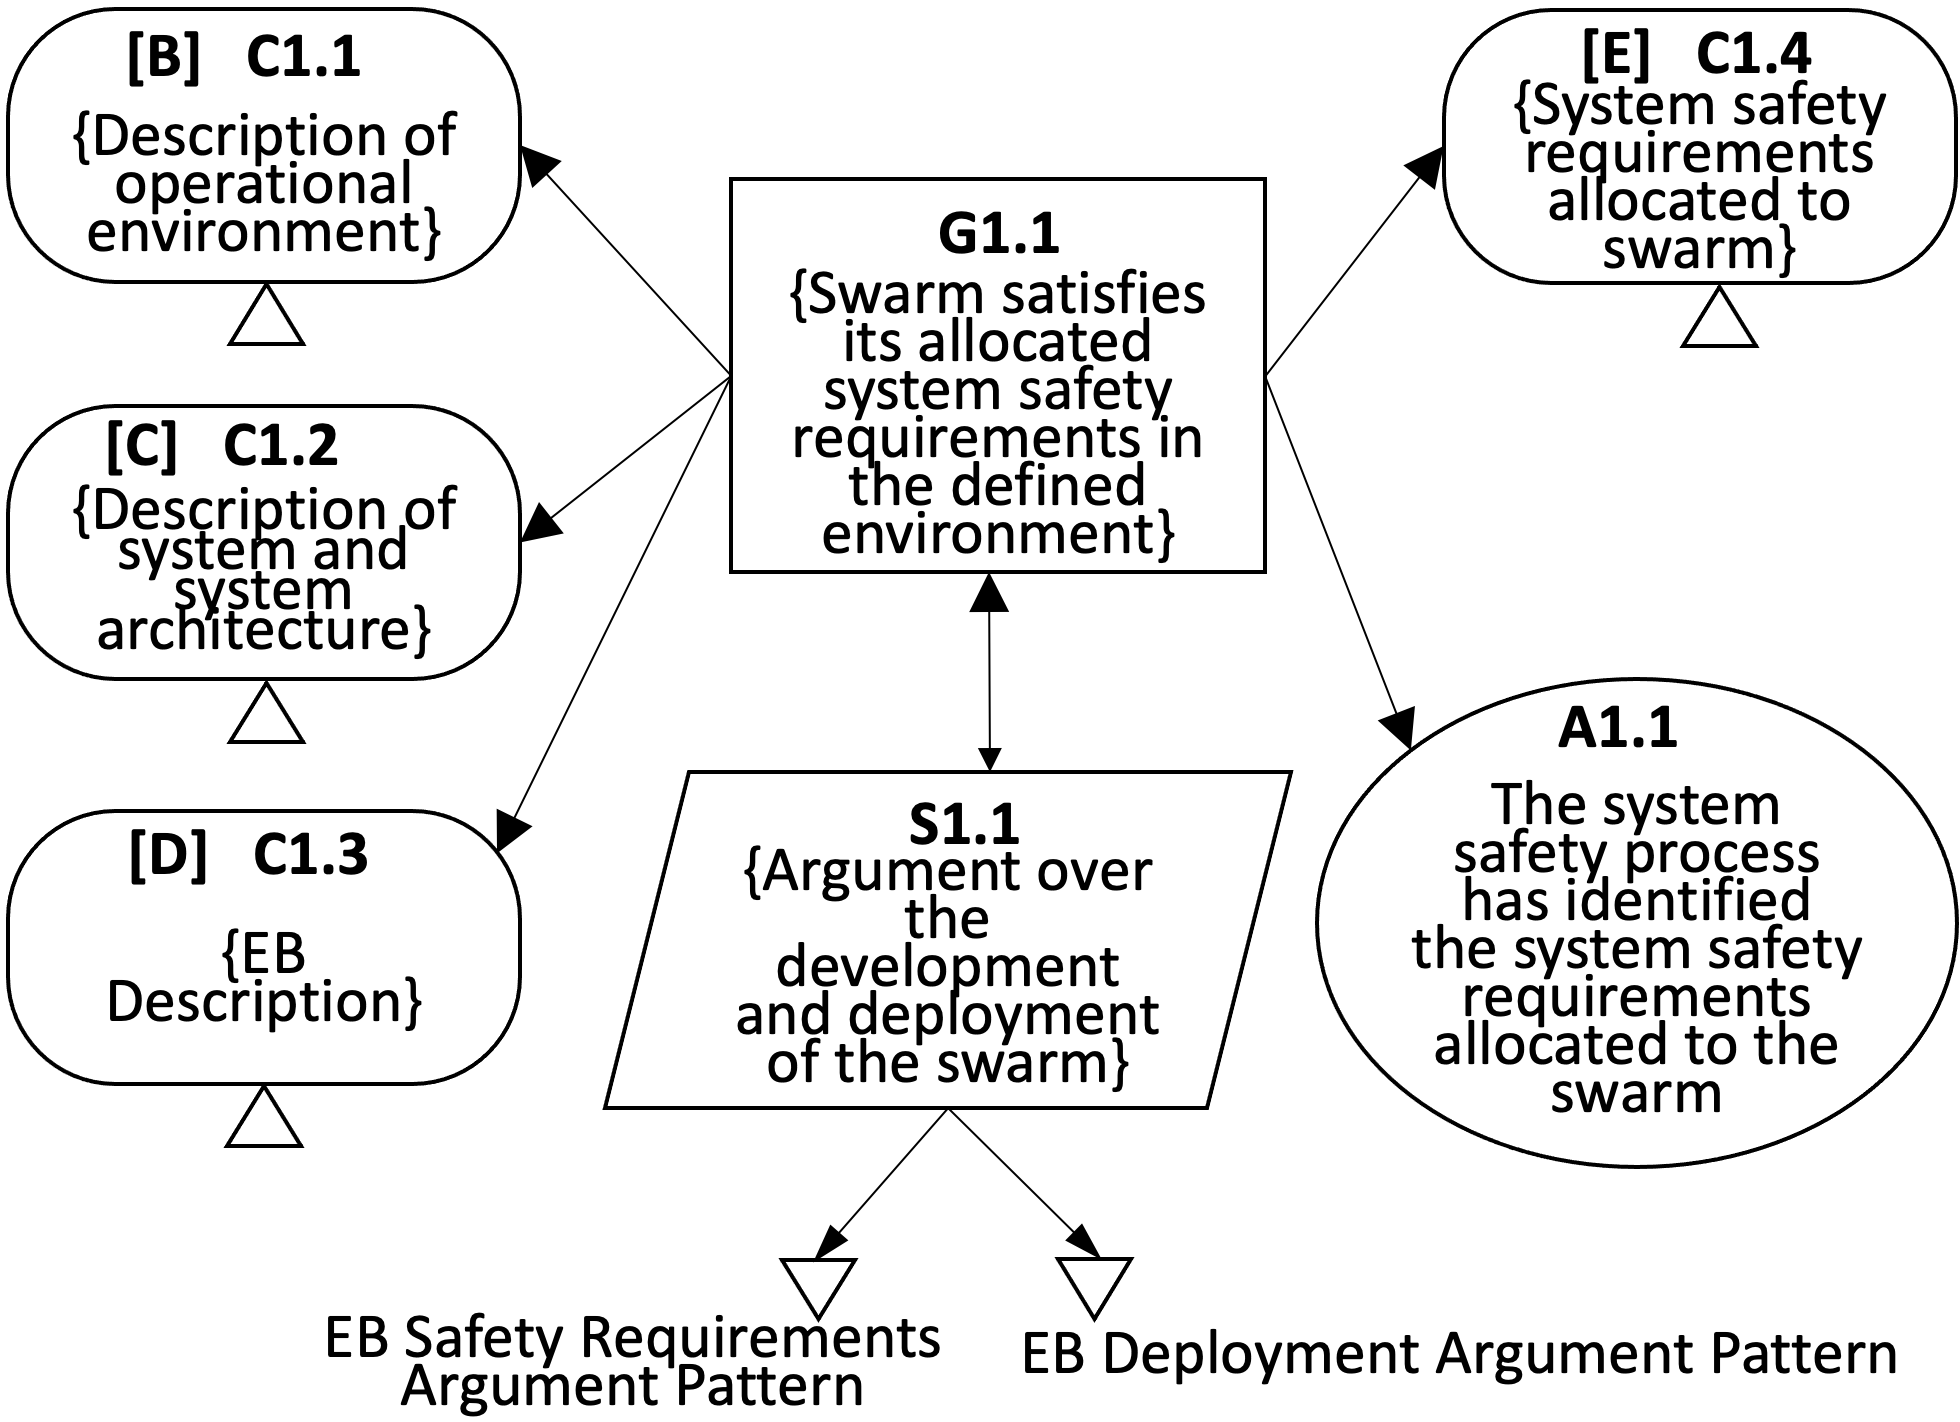 [B] C1.1
{Description of
operational
environment}
[E] C1.4
{System safety
requirements
allocated to
swarm}
G1.1
{Swarm satisfies
its allocated
system safety
requirements in
the defined
environment}
[C] C1.2
{Description of
system and
system
architecture}
[D] C1.3
{EB
Description}
S1.1
{Argument over
the
development
and deployment
of the swarm}
A1.1
The system
safety process
has identified
the system safety
requirements
allocated to the
swarm
EB Safety Requirements
Argument Pattern
EB Deployment Argument Pattern